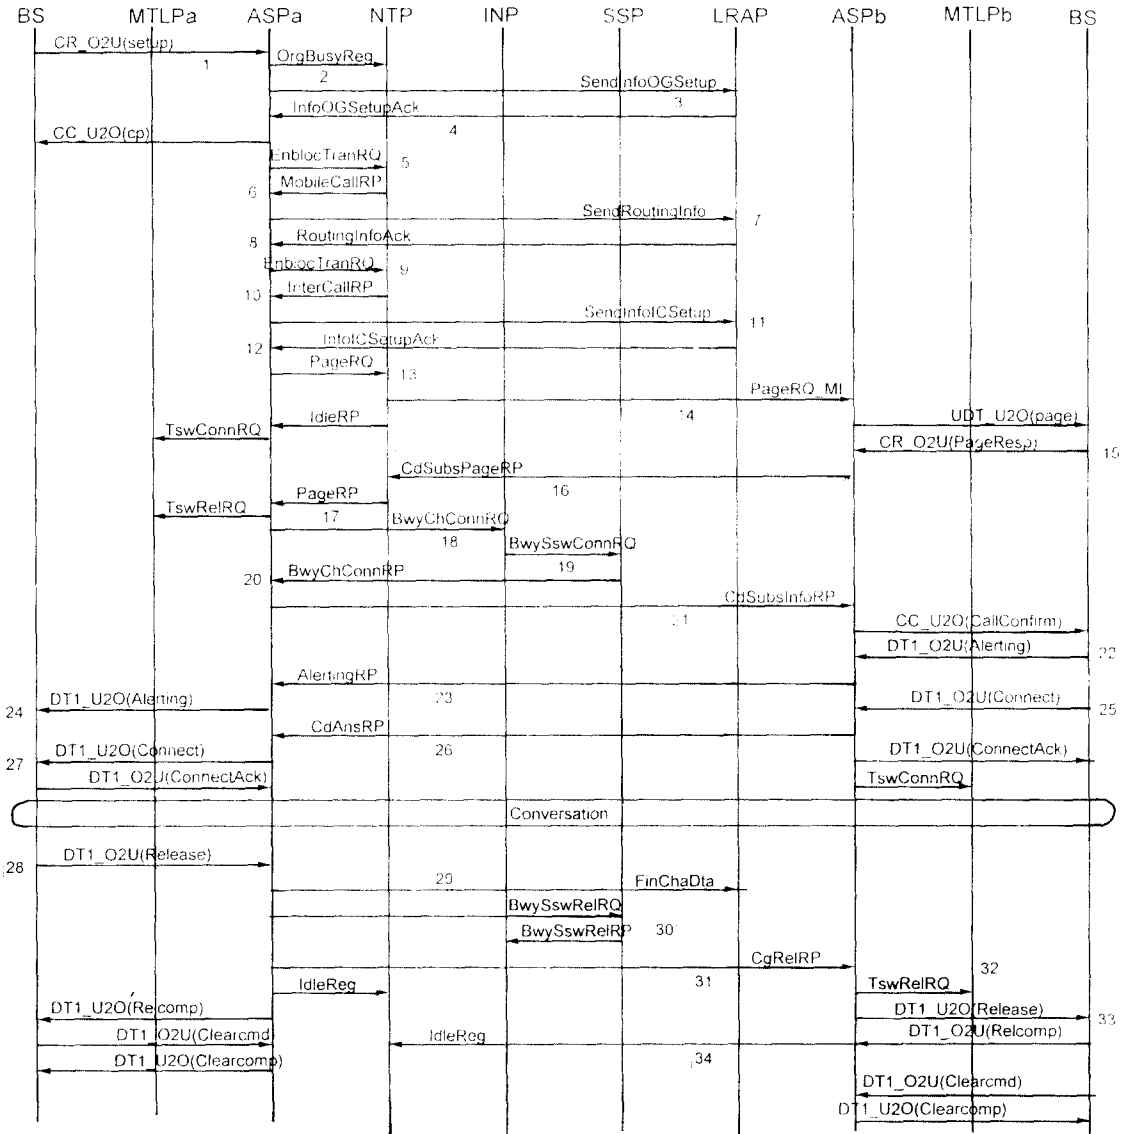 BS MTLPa ASPa NTP INP SSP LRAP ASPb MTLPb BS
CR_O2U(setup)
1
OrgBusyReg
2
SendInfoOGSetup
3
InfoOGSetupAck
4
CC_U2O(cp)
EnblocTranRQ
5
MobileCallRP
6
SendRoutingInfo
7
RoutingInfoAck
8
EnblocTranRQ
9
InterCallRP
10
SendInfoICSetup
11
InfoICSetupAck
12
PageRQ
13
PageRQ_MI
14
IdleRP
UDT_U2O(page)
TswConnRQ
CR_O2U(PageResp)
15
CdSubsPageRP
16
PageRP
TswRelRQ
17
BwyChConnRQ
18
BwySswConnRQ
19
BwyChConnRP
20
CdSubsInfoRP
21
CC_U2O(CallConfirm)
DT1_O2U(Alerting)
22
AlertingRP
23
DT1_U2O(Alerting)
24
DT1_O2U(Connect)
25
CdAnsRP
26
DT1_U2O(Connect)
27
DT1_O2U(ConnectAck)
DT1_O2U(ConnectAck)
TswConnRQ
Conversation
DT1_O2U(Release)
28
29
FinChaDta
BwySswRelRQ
BwySswRelRP
30
CgRelRP
31
32
IdleReg
TswRelRQ
DT1_U2O(Relcomp)
DT1_U2O(Release)
33
DT1_O2U(Clearcmd)
IdleReg
34
DT1_O2U(Relcomp)
DT1_U2O(Clearcomp)
DT1_O2U(Clearcmd)
DT1_U2O(Clearcomp)